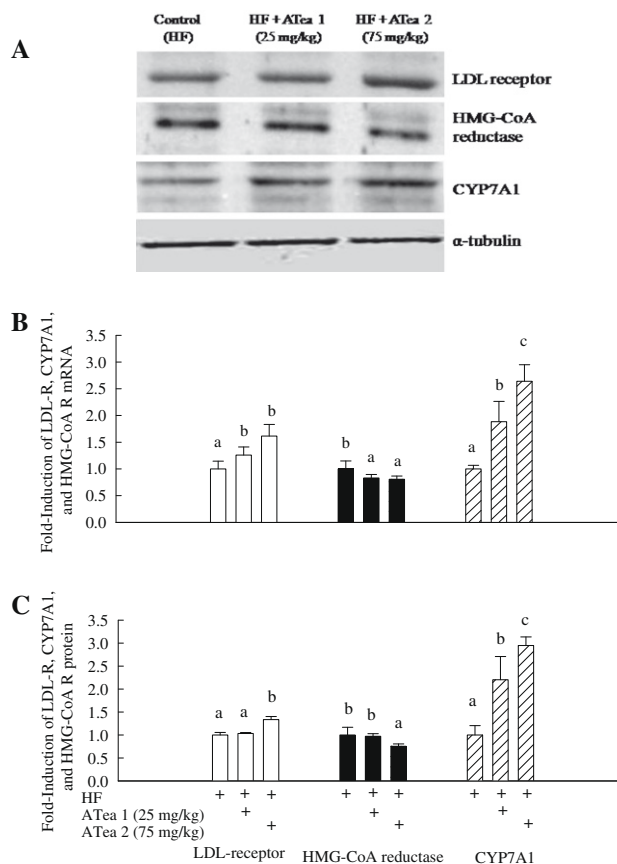 Control HF + ATea 1 HF + ATea 2
(HF) (25 mg/kg) (75 mg/kg)
A
LDL receptor
HMG-CoA
reductase
CYP7A1
α-tubulin
B
Fold-Induction of LDL-R, CYP7A1,
and HMG-CoA R mRNA
3.5
3.0
2.5
2.0
1.5
1.0
0.5
0.0
a b b b a a a b c
C
Fold-Induction of LDL-R, CYP7A1,
and HMG-CoA R protein
3.5
3.0
2.5
2.0
1.5
1.0
0.5
0.0
a a b b b a a b c
HF + + + + + + + + +
ATea 1 (25 mg/kg) + + +
ATea 2 (75 mg/kg) + + +
LDL-receptor HMG-CoA reductase CYP7A1